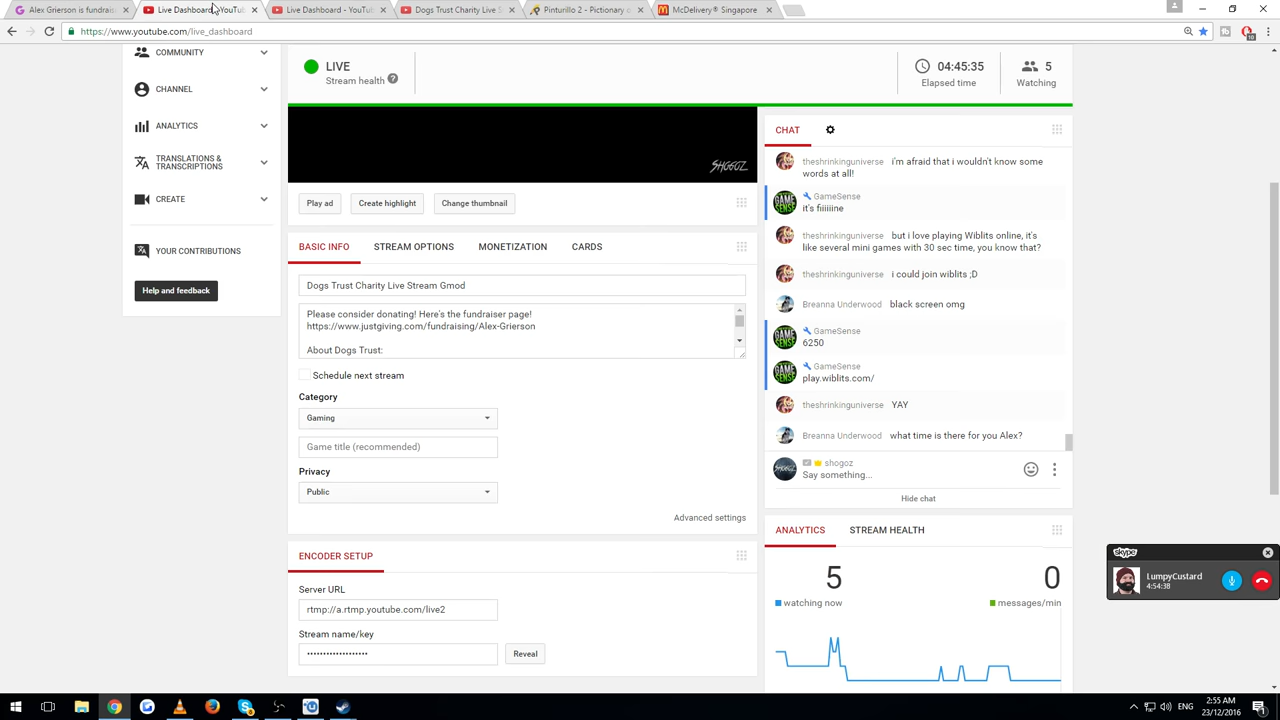 Alex Grierson is fundrais
Live Dashboard - YouTub
Live Dashboard - YouTub
Dogs Trust Charity Live S
Pinturillo 2 - Pictionary o
McDelivery® Singapore
https://www.youtube.com/live_dashboard
COMMUNITY
CHANNEL
ANALYTICS
TRANSLATIONS &
TRANSCRIPTIONS
CREATE
YOUR CONTRIBUTIONS
Help and feedback
LIVE
Stream health
04:45:35
Elapsed time
5
Watching
SHOGOZ
Play ad
Create highlight
Change thumbnail
BASIC INFO
STREAM OPTIONS
MONETIZATION
CARDS
Dogs Trust Charity Live Stream Gmod
Please consider donating! Here's the fundraiser page!
https://www.justgiving.com/fundraising/Alex-Grierson
About Dogs Trust:
Schedule next stream
Category
Gaming
Game title (recommended)
Privacy
Public
Advanced settings
ENCODER SETUP
Server URL
rtmp://a.rtmp.youtube.com/live2
Stream name/key
••••••••••••••••••
Reveal
CHAT
theshrinkinguniverse i'm afraid that i wouldn't know some
words at all!
GameSense
it's fiiiiiine
theshrinkinguniverse but i love playing Wiblits online, it's
like several mini games with 30 sec time, you know that?
theshrinkinguniverse i could join wiblits ;D
Breanna Underwood black screen omg
GameSense
6250
GameSense
play.wiblits.com/
theshrinkinguniverse YAY
Breanna Underwood what time is there for you Alex?
shogoz
Say something...
Hide chat
ANALYTICS
STREAM HEALTH
5
watching now
0
messages/min
skype
LumpyCustard
4:54:38
ENG
2:55 AM
23/12/2016